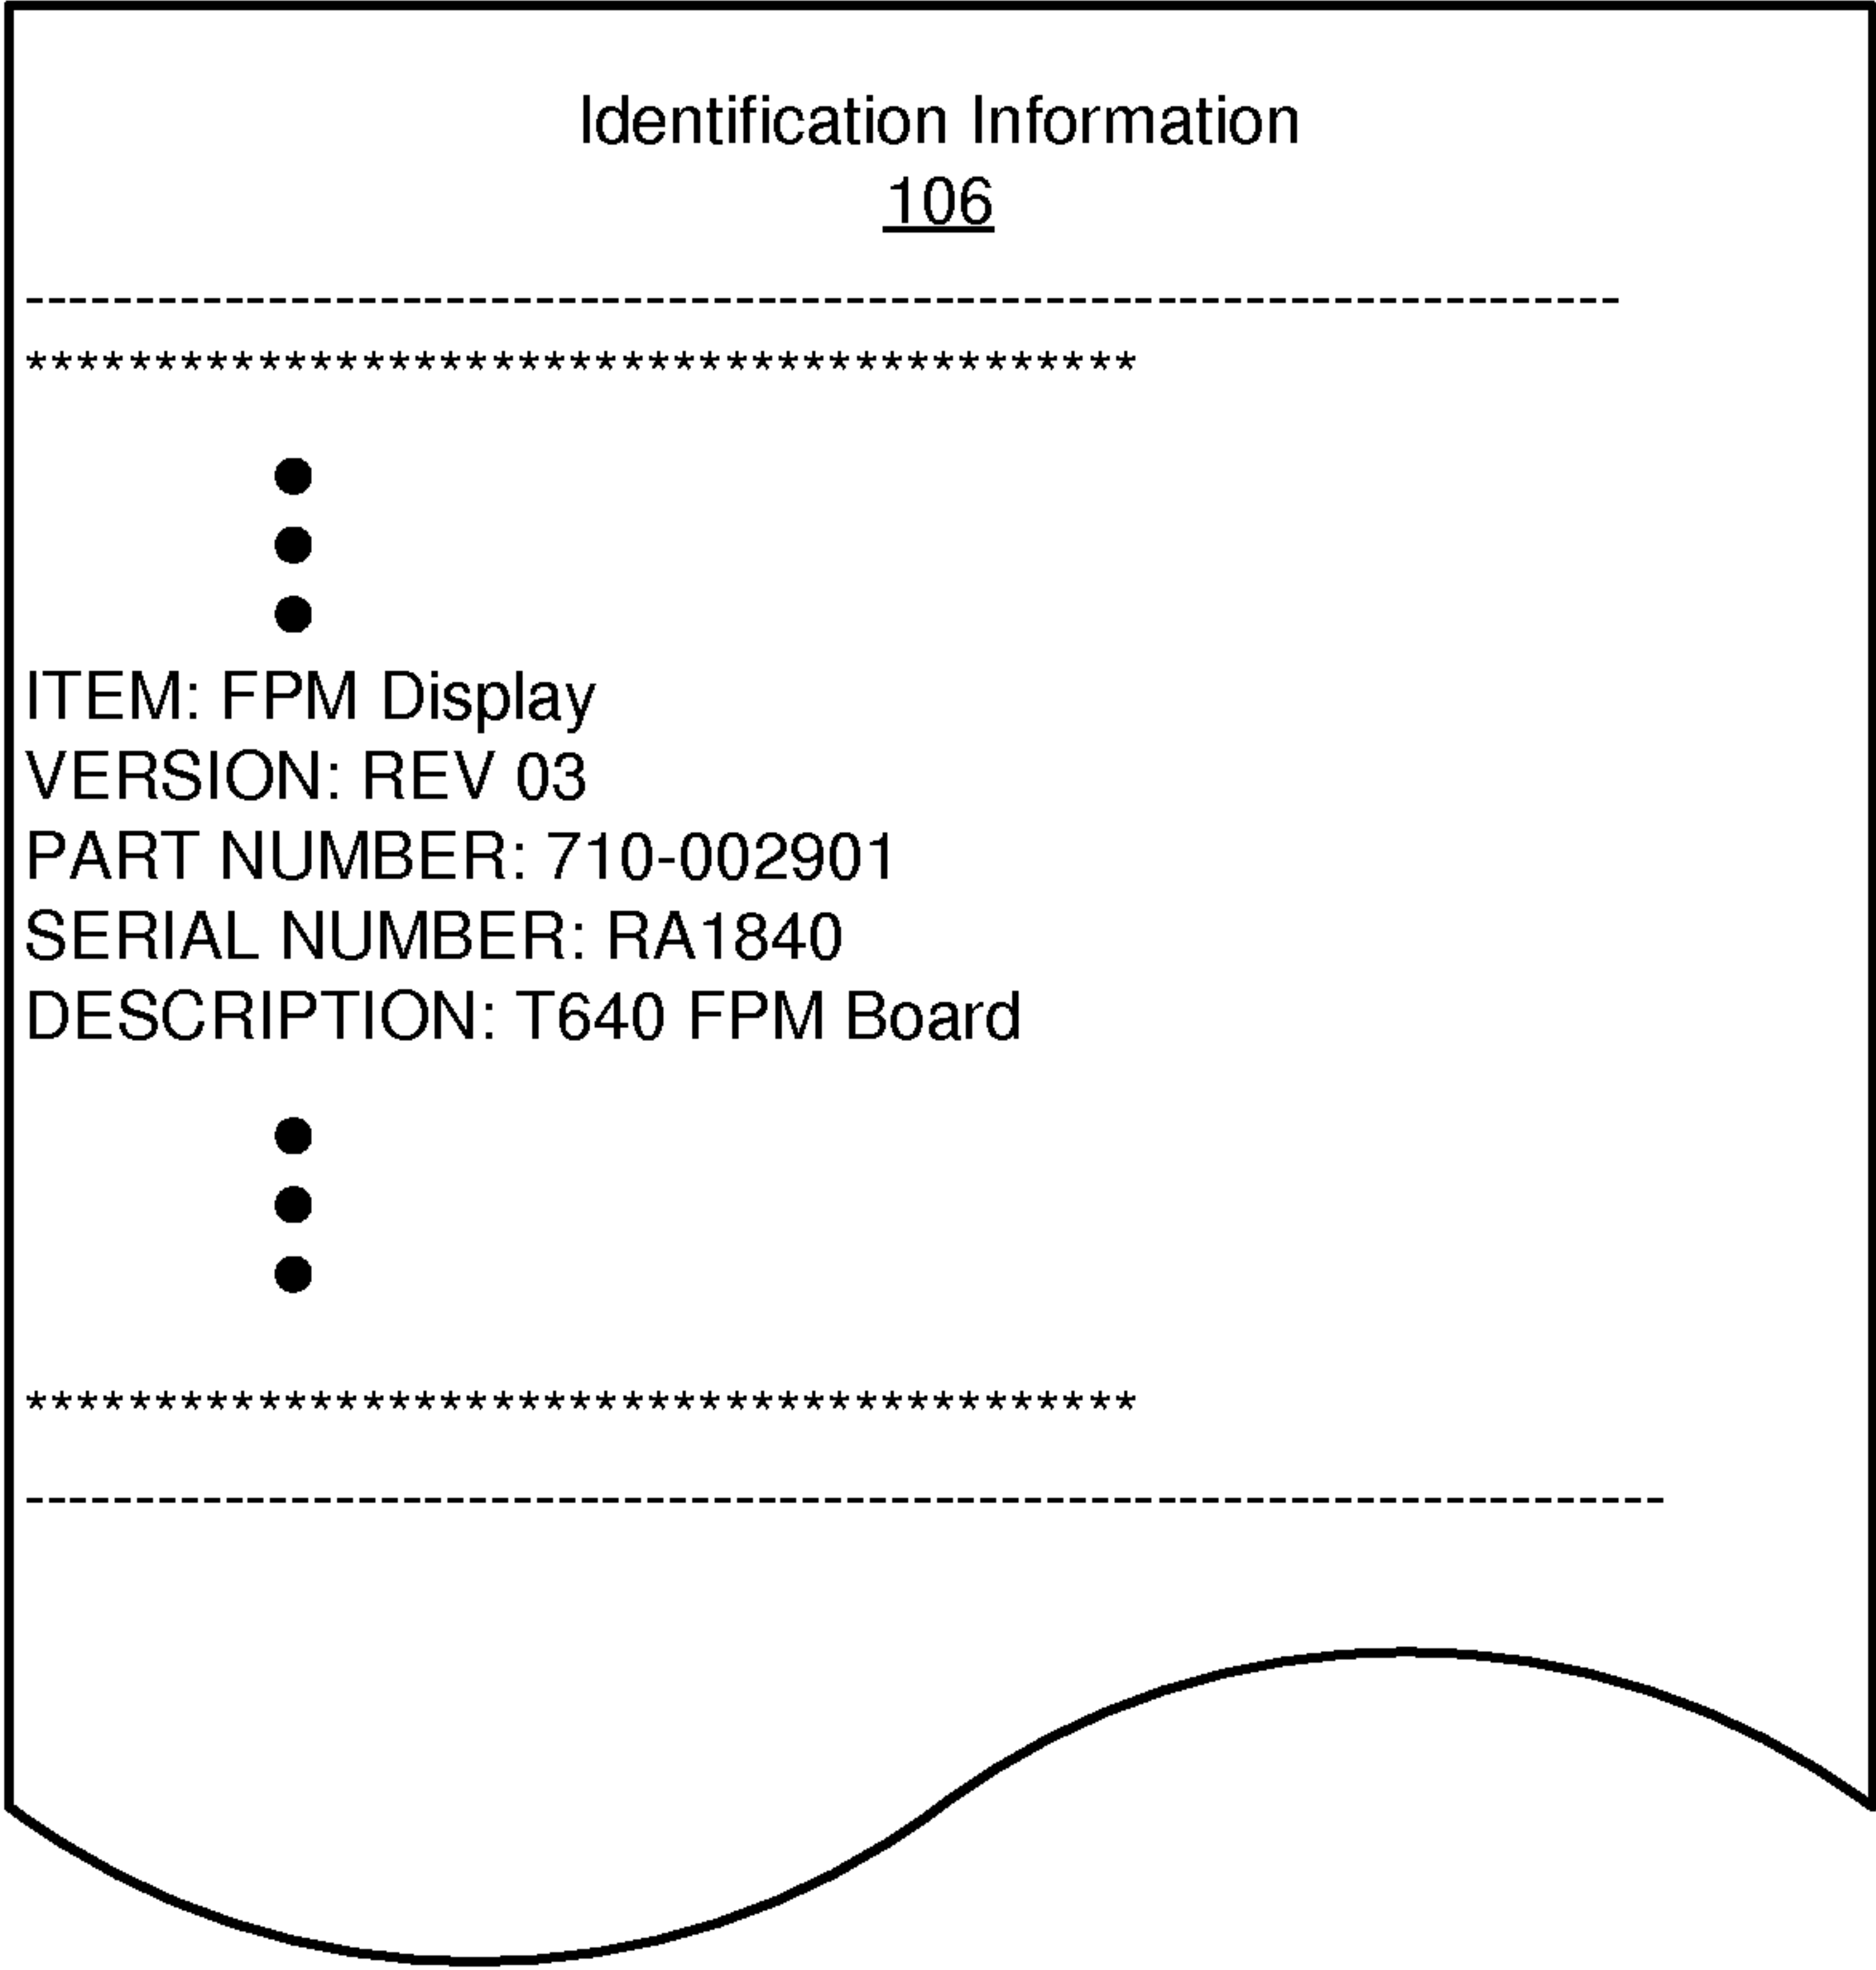 Identification Information
106
--------------------------------------------------------------------------
*******************************************
ITEM: FPM Display
VERSION: REV 03
PART NUMBER: 710-002901
SERIAL NUMBER: RA1840
DESCRIPTION: T640 FPM Board
*******************************************
----------------------------------------------------------------------------